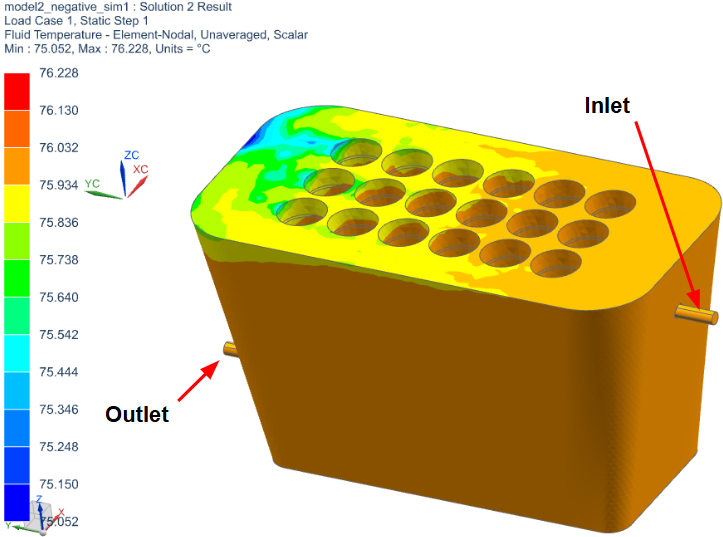 model2_negative_sim1 : Solution 2 Result
Load Case 1, Static Step 1
Fluid Temperature - Element-Nodal, Unaveraged, Scalar
Min : 75.052, Max : 76.228, Units = °C
76.228
76.130
76.032
75.934
75.836
75.738
75.640
75.542
75.444
75.346
75.248
75.150
75.052
ZC
XC
YC
Inlet
Outlet
Z
X
Y